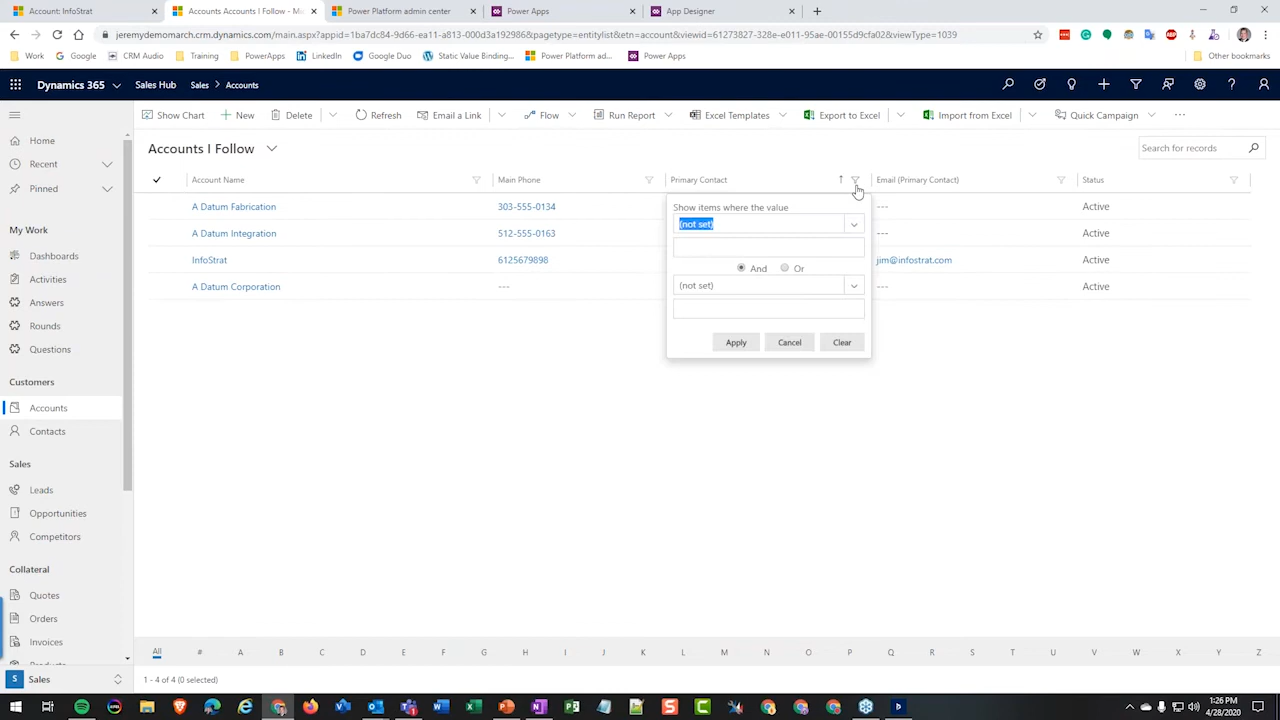 Account: InfoStrat
Accounts Accounts I Follow - Mic
Power Platform admin center
Power Apps
App Designer
jeremydemomarch.crm.dynamics.com/main.aspx?appid=1ba7dc84-9d66-ea11-a813-000d3a192986&pagetype=entitylist&etn=account&viewid=61273827-328e-e011-95ae-00155d9cfa02&viewType=1039
Work
Google
CRM Audio
Training
PowerApps
LinkedIn
Google Duo
Static Value Binding...
Power Platform ad...
Power Apps
Other bookmarks
Dynamics 365
Sales Hub
Sales > Accounts
Show Chart
New
Delete
Refresh
Email a Link
Flow
Run Report
Excel Templates
Export to Excel
Import from Excel
Quick Campaign
Home
Recent
Pinned
My Work
Dashboards
Activities
Answers
Rounds
Questions
Customers
Accounts
Contacts
Sales
Leads
Opportunities
Competitors
Collateral
Quotes
Orders
Invoices
S Sales
Accounts I Follow
Search for records
Account Name Main Phone Primary Contact Email (Primary Contact) Status
A Datum Fabrication 303-555-0134 --- Active
A Datum Integration 512-555-0163 --- Active
InfoStrat 6125679898 jim@infostrat.com Active
A Datum Corporation --- --- Active
Show items where the value
(not set)
And Or
(not set)
Apply Cancel Clear
All # A B C D E F G H I J K L M N O P Q R S T U V W X Y Z
1 - 4 of 4 (0 selected)
1:26 PM
4/28/2020